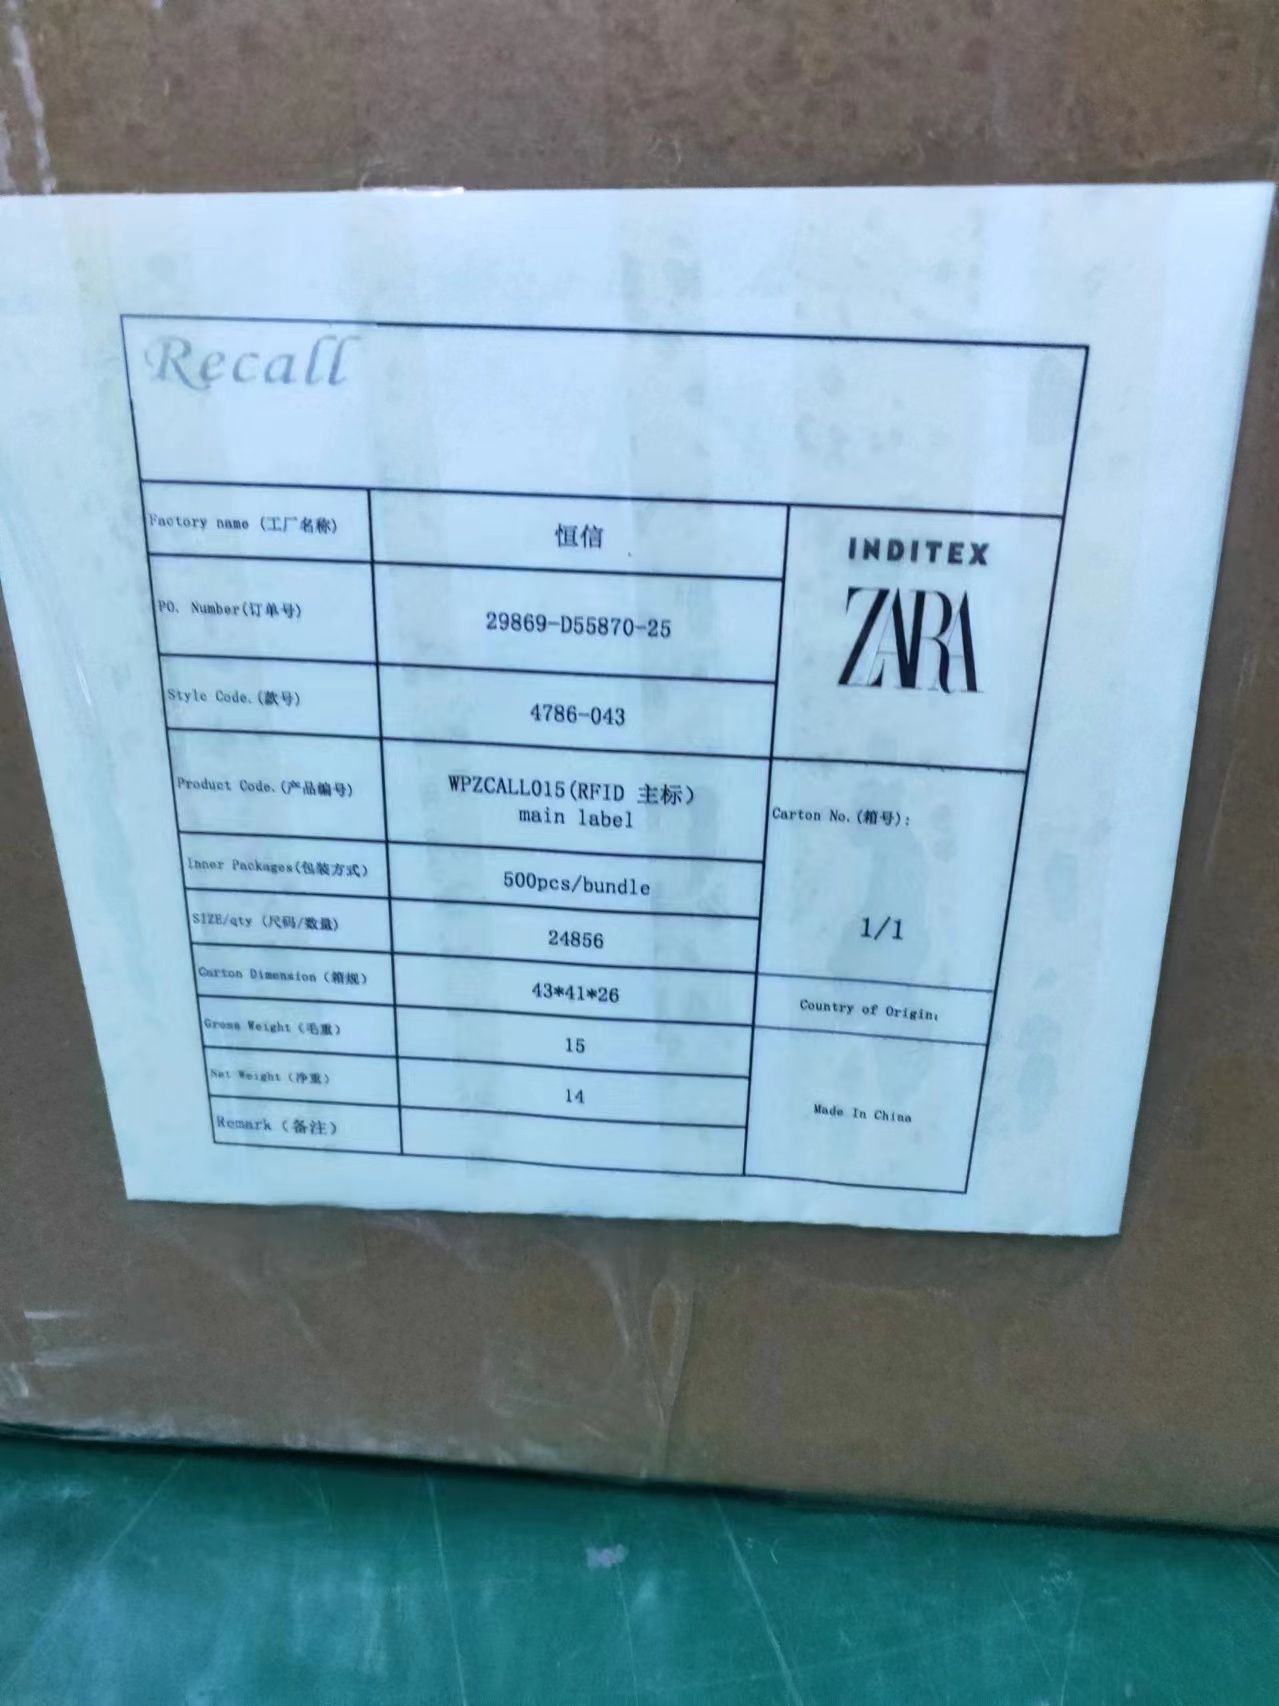 Recall
Factory name (工厂名称)
恒信
INDITEX
ZARA
PO. Number(订单号)
29869-D55870-25
Style Code.(款号)
4786-043
Product Code.(产品编号)
WPZCALL015(RFID 主标)
main label
Carton No.(箱号):
1/1
Inner Packages(包装方式)
500pcs/bundle
SIZE/qty (尺码/数量)
24856
Carton Dimension (箱规)
43*41*26
Country of Origin:
Gross Weight (毛重)
15
Net Weight (净重)
14
Made In China
Remark (备注)